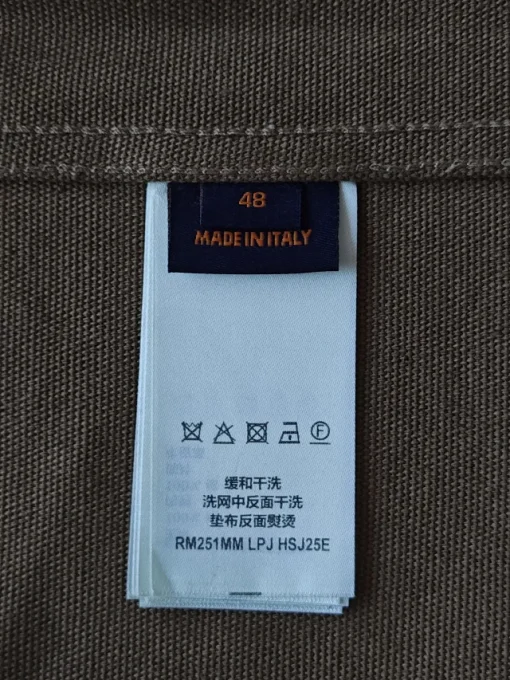 48
MADE IN ITALY
缓和干洗
洗网中反面干洗
垫布反面熨烫
RM251MM LPJ HSJ25E